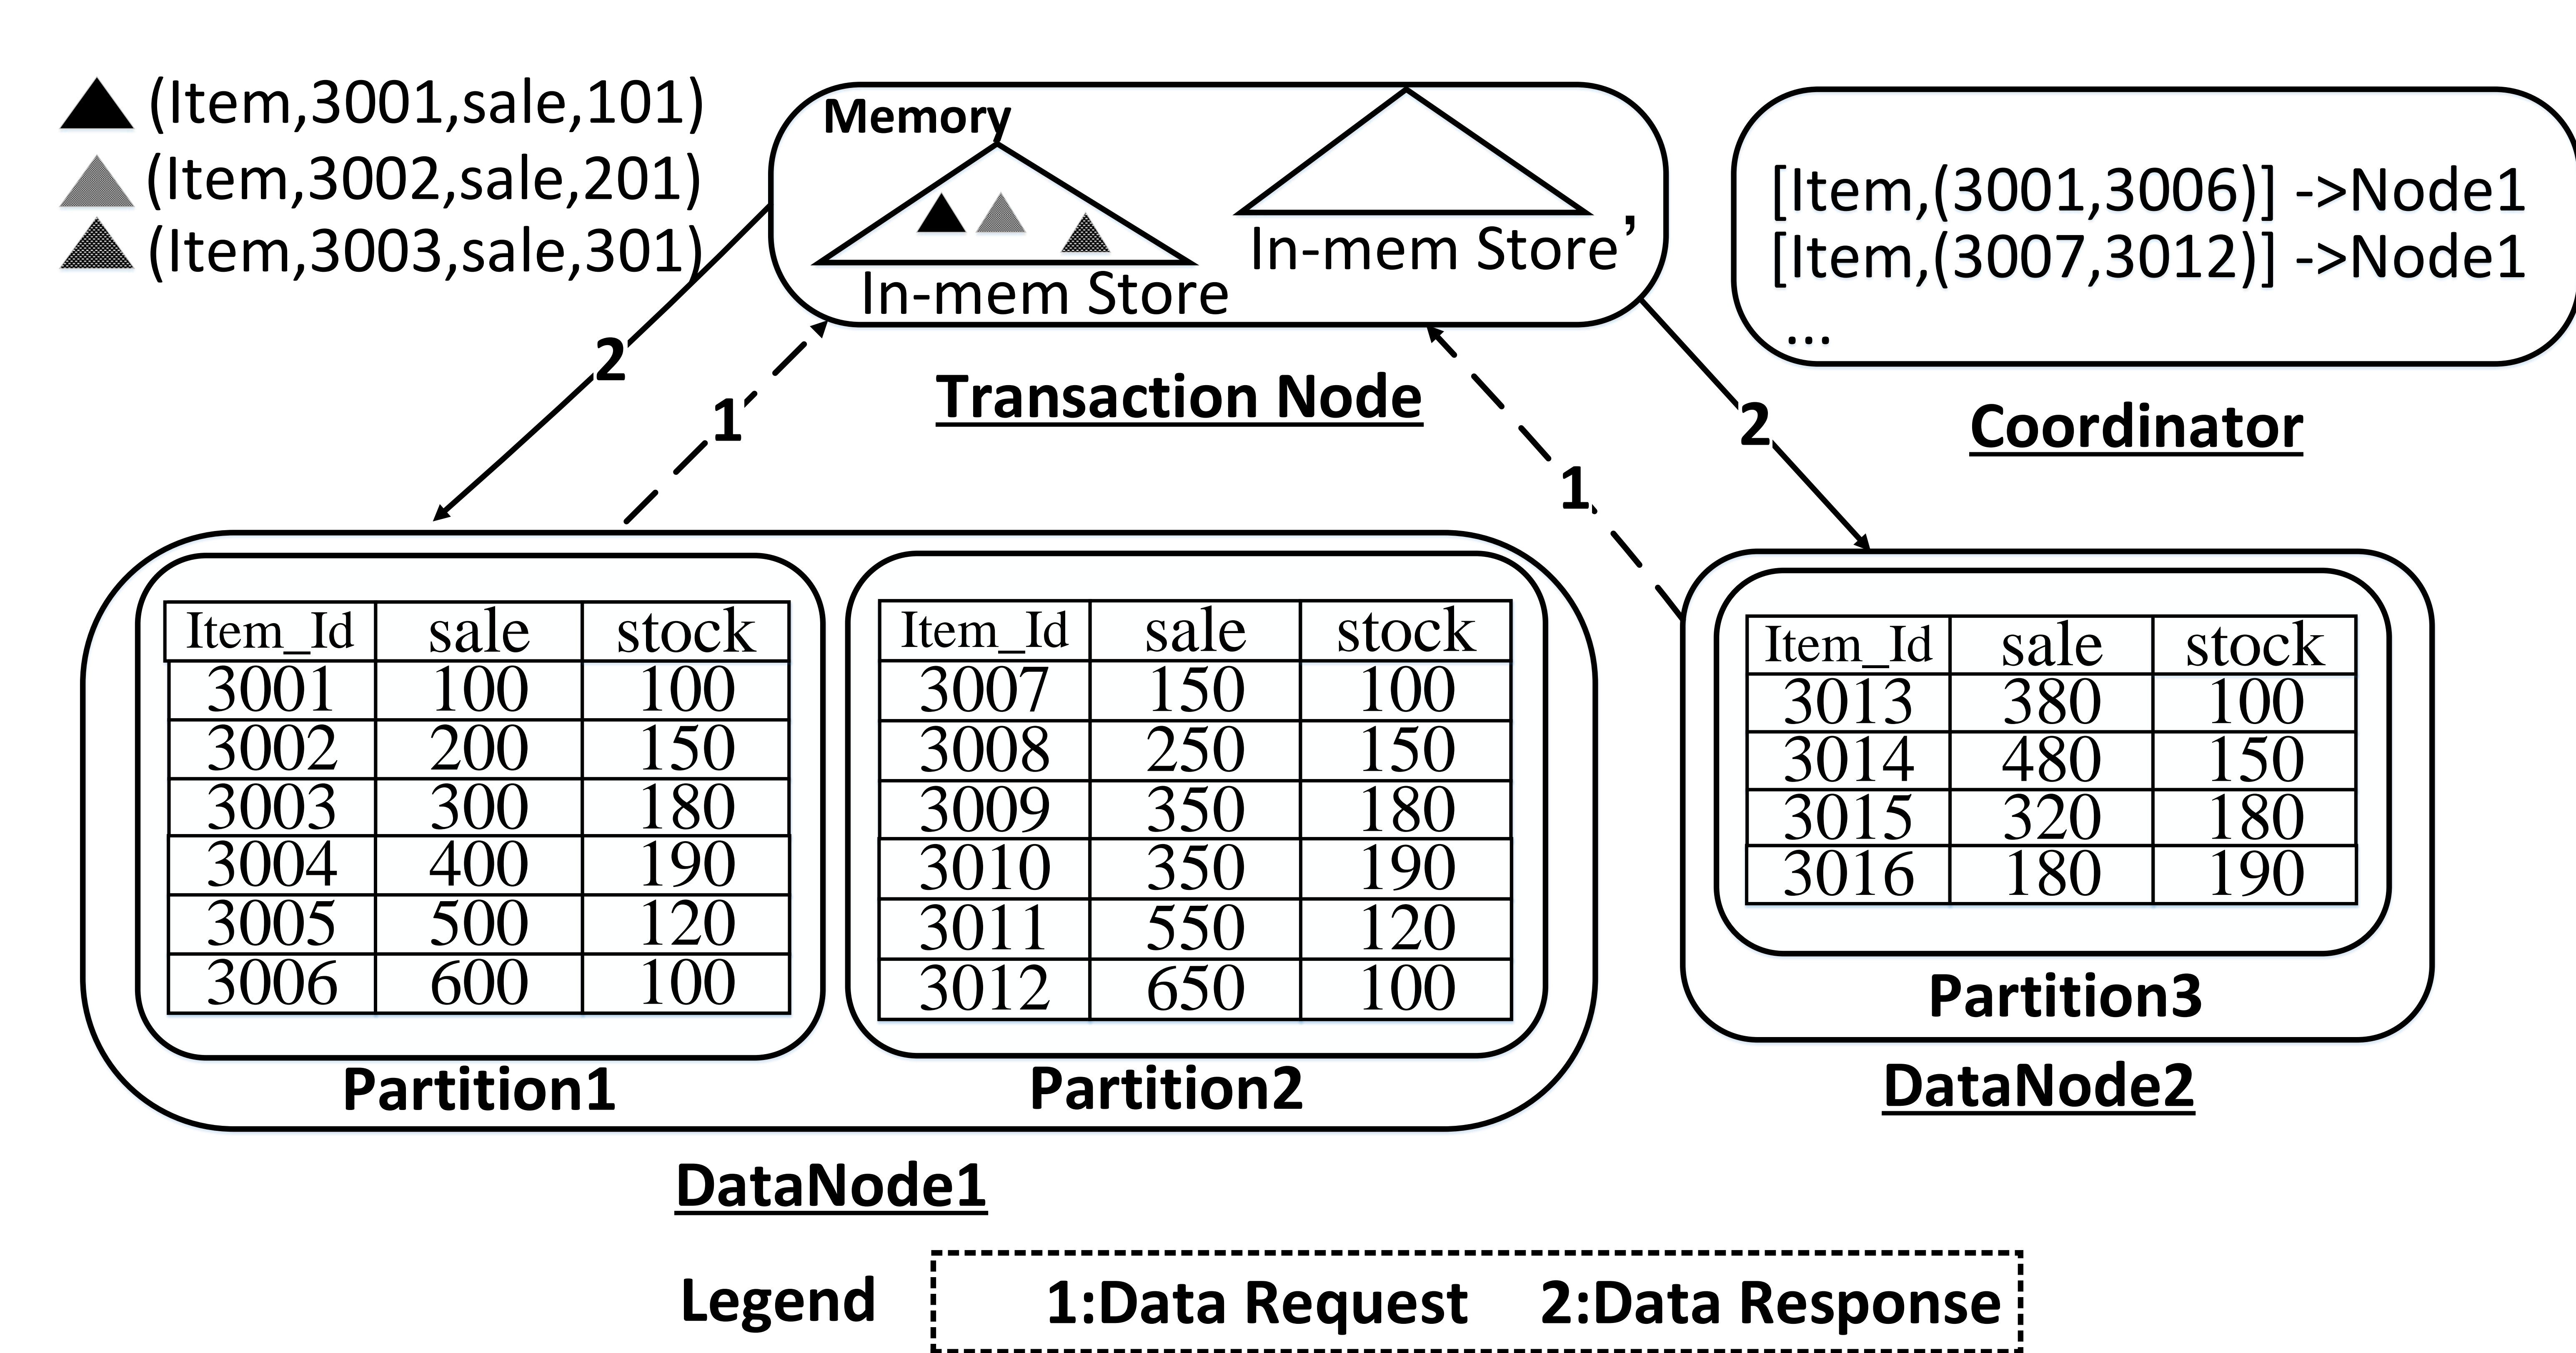 (Item,3001,sale,101)
(Item,3002,sale,201)
(Item,3003,sale,301)
Memory
In-mem Store
In-mem Store’
Transaction Node
[Item,(3001,3006)] ->Node1
[Item,(3007,3012)] ->Node1
...
Coordinator
2
1
1
2
Item_Id sale stock
3001 100 100
3002 200 150
3003 300 180
3004 400 190
3005 500 120
3006 600 100
Partition1
Item_Id sale stock
3007 150 100
3008 250 150
3009 350 180
3010 350 190
3011 550 120
3012 650 100
Partition2
DataNode1
Item_Id sale stock
3013 380 100
3014 480 150
3015 320 180
3016 180 190
Partition3
DataNode2
Legend 1:Data Request 2:Data Response